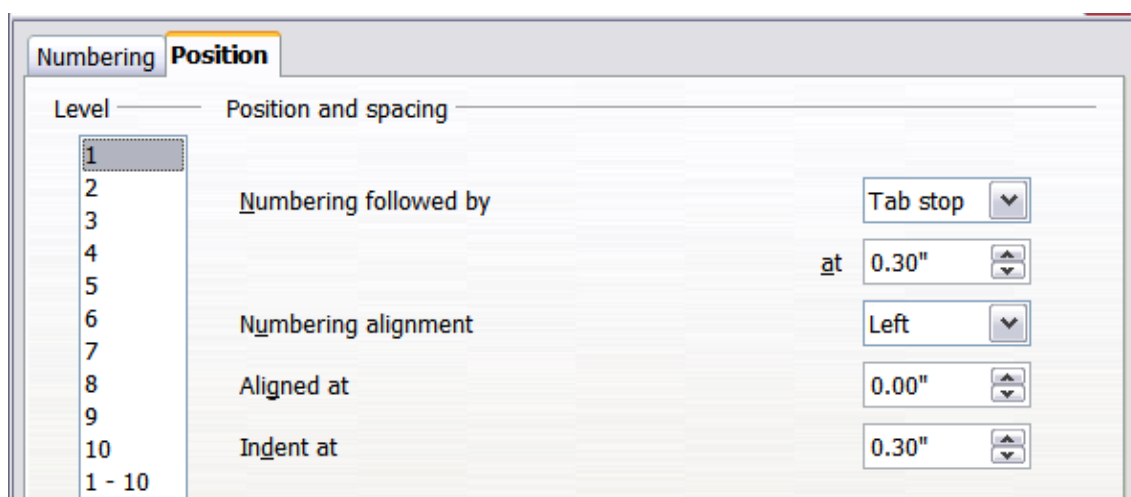 Numbering Position
Level Position and spacing
1
2
Numbering followed by Tab stop
3
4
at 0.30"
5
6
Numbering alignment Left
7
8
Aligned at 0.00"
9
10
Indent at 0.30"
1 - 10